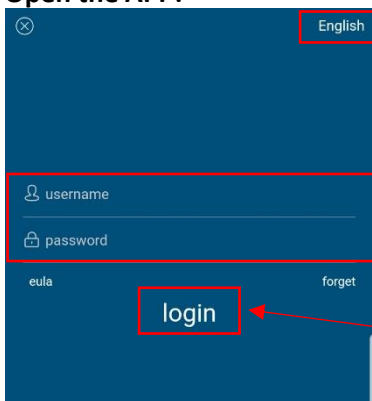 Open the APP:
English
username
password
eula forget
login